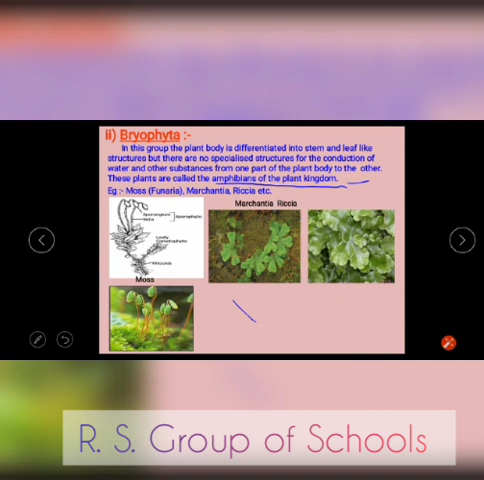 ii) Bryophyta :-
In this group the plant body is differentiated into stem and leaf like
structures but there are no specialised structures for the conduction of
water and other substances from one part of the plant body to the other.
These plants are called the amphibians of the plant kingdom.
Eg :- Moss (Funaria), Marchantia, Riccia etc.
Marchantia Riccia
Sporangium
Seta
Sporophyte
Leafy
Gametophyte
Rhizoids
Moss
R. S. Group of Schools